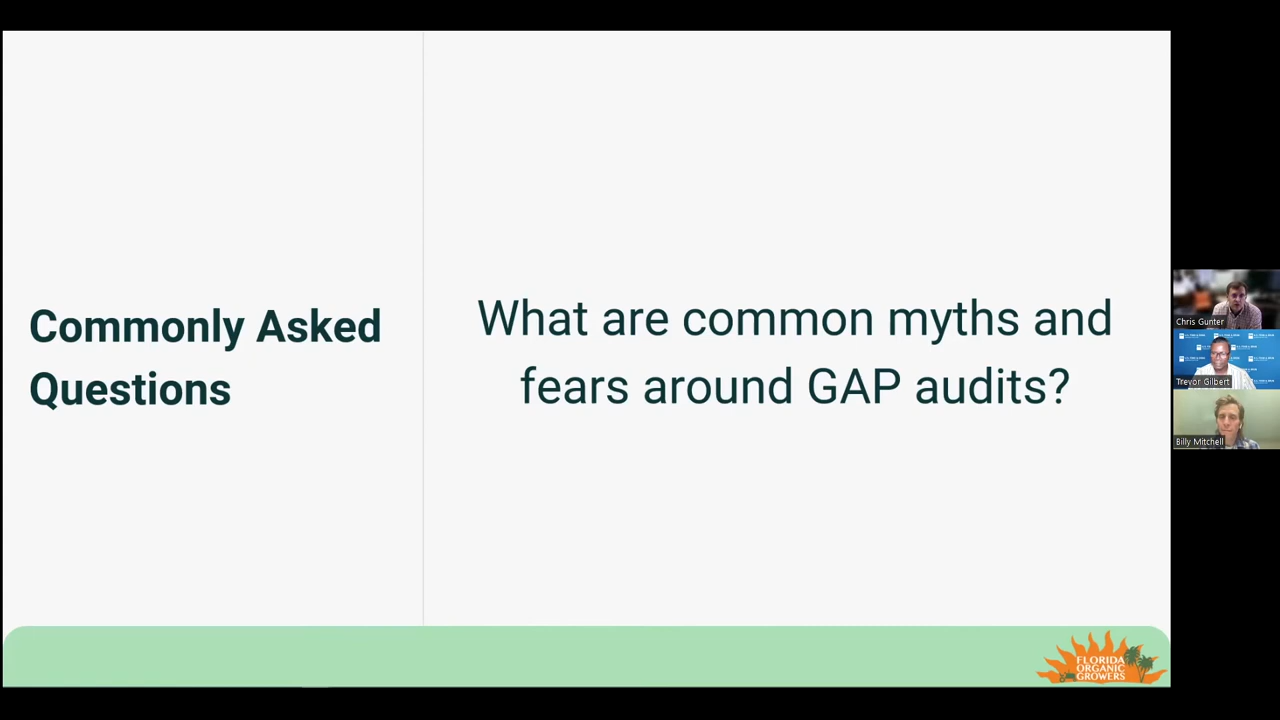 Commonly Asked
Questions
What are common myths and
fears around GAP audits?
Chris Gunter
Trevor Gilbert
Billy Mitchell
FLORIDA
ORGANIC
GROWERS